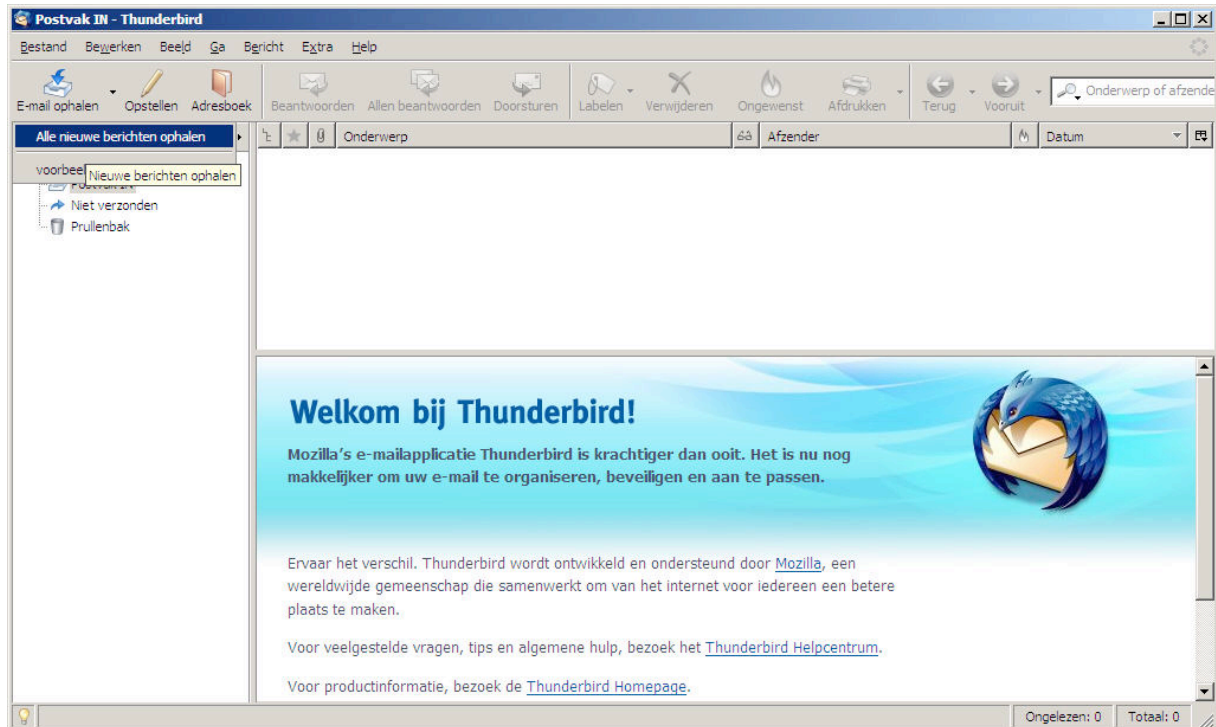 Postvak IN - Thunderbird
Bestand Bewerken Beeld Ga Bericht Extra Help
E-mail ophalen Opstellen Adresboek Beantwoorden Allen beantwoorden Doorsturen Labelen Verwijderen Ongewenst Afdrukken Terug Vooruit Onderwerp of afzende
Alle nieuwe berichten ophalen Onderwerp Afzender Datum
voorbeel Nieuwe berichten ophalen
Postvak IN
Niet verzonden
Prullenbak
Welkom bij Thunderbird!
Mozilla's e-mailapplicatie Thunderbird is krachtiger dan ooit. Het is nu nog
makkelijker om uw e-mail te organiseren, beveiligen en aan te passen.
Ervaar het verschil. Thunderbird wordt ontwikkeld en ondersteund door Mozilla, een
wereldwijde gemeenschap die samenwerkt om van het internet voor iedereen een betere
plaats te maken.
Voor veelgestelde vragen, tips en algemene hulp, bezoek het Thunderbird Helpcentrum.
Voor productinformatie, bezoek de Thunderbird Homepage.
Ongelezen: 0 Totaal: 0